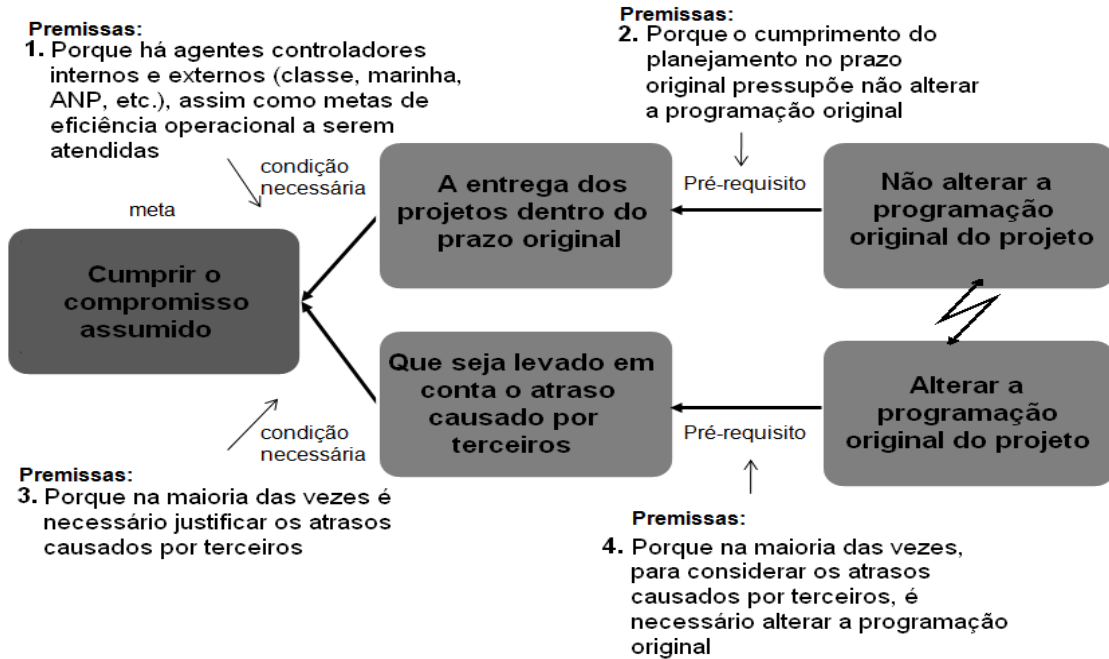 Premissas:
1. Porque há agentes controladores
internos e externos (classe, marinha,
ANP, etc.), assim como metas de
eficiência operacional a serem
atendidas
Premissas:
2. Porque o cumprimento do
planejamento no prazo
original pressupõe não alterar
a programação original
condição
necessária
meta
A entrega dos
projetos dentro do
prazo original
Pré-requisito
Não alterar a
programação
original do projeto
Cumprir o
compromisso
assumido
Que seja levado em
conta o atraso
causado por
terceiros
Pré-requisito
Alterar a
programação
original do projeto
condição
necessária
Premissas:
3. Porque na maioria das vezes é
necessário justificar os atrasos
causados por terceiros
Premissas:
4. Porque na maioria das vezes,
para considerar os atrasos
causados por terceiros, é
necessário alterar a programação
original